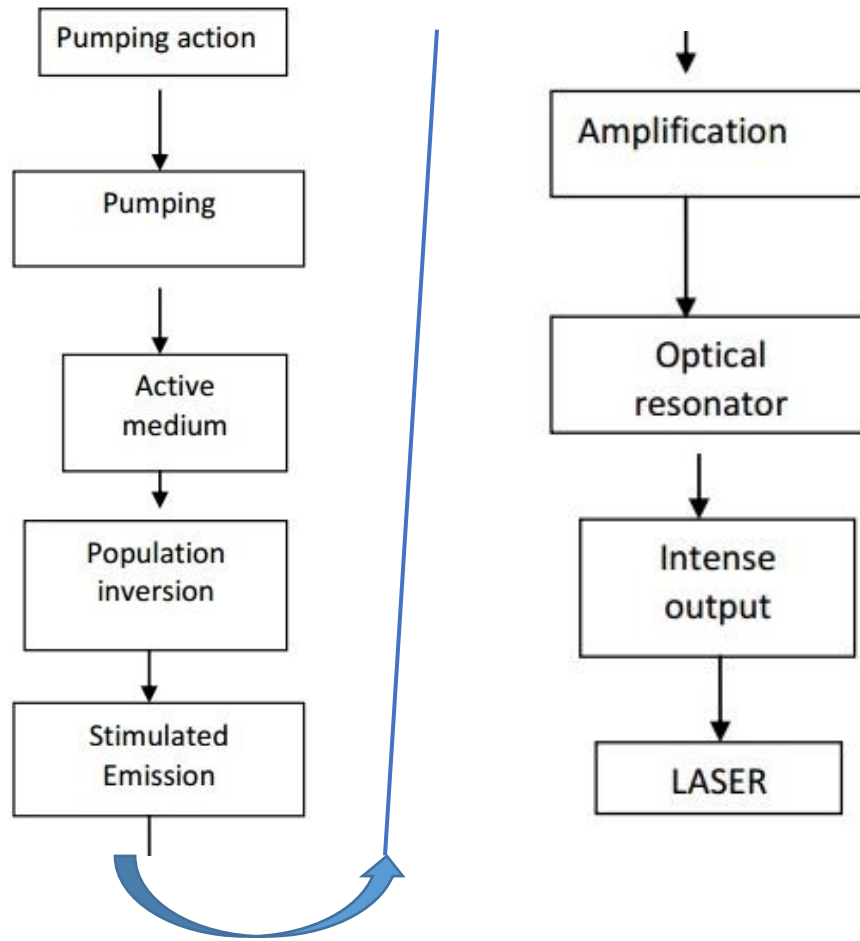 Pumping action
Pumping
Active
medium
Population
inversion
Stimulated
Emission
Amplification
Optical
resonator
Intense
output
LASER